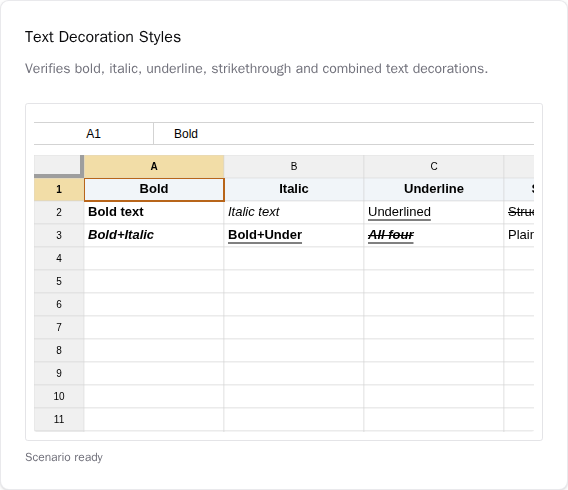 Text Decoration Styles
Verifies bold, italic, underline, strikethrough and combined text decorations.
A1 Bold
A B C
1 Bold Italic Underline
2 Bold text Italic text Underlined
3 Bold+Italic Bold+Under All four Plain
4
5
6
7
8
9
10
11
Scenario ready